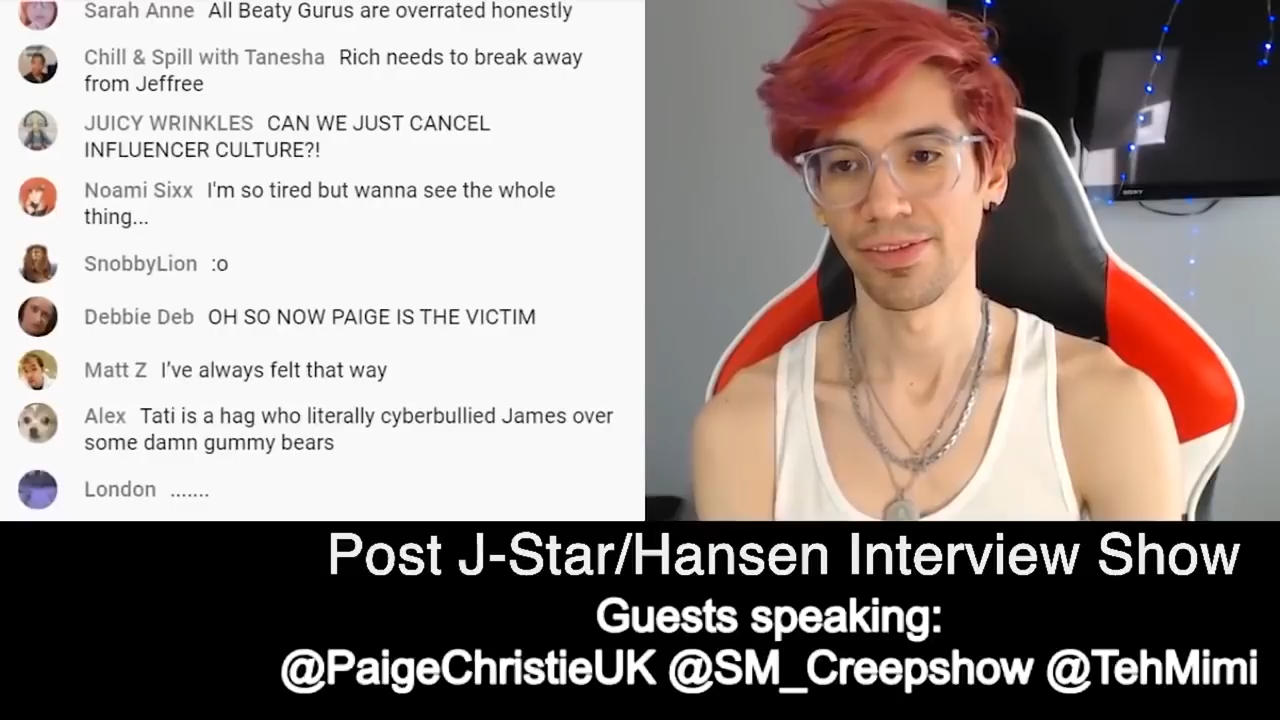 Sarah Anne All Beaty Gurus are overrated honestly
Chill & Spill with Tanesha Rich needs to break away
from Jeffree
JUICY WRINKLES CAN WE JUST CANCEL
INFLUENCER CULTURE?!
Noami Sixx I'm so tired but wanna see the whole
thing...
SnobbyLion :o
Debbie Deb OH SO NOW PAIGE IS THE VICTIM
Matt Z I've always felt that way
Alex Tati is a hag who literally cyberbullied James over
some damn gummy bears
London .......
SONY
Post J-Star/Hansen Interview Show
Guests speaking:
@PaigeChristieUK @SM_Creepshow @TehMimi